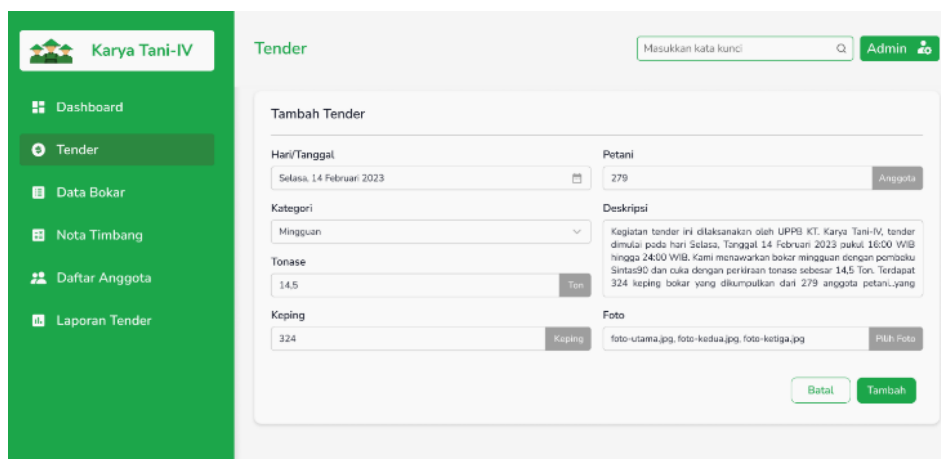 Karya Tani-IV
Dashboard
Tender
Data Bokar
Nota Timbang
Daftar Anggota
Laporan Tender
Tender
Masukkan kata kunci
Admin
Tambah Tender
Hari/Tanggal
Selasa, 14 Februari 2023
Kategori
Mingguan
Tonase
14,5
Ton
Keping
324
Keping
Petani
279
Anggota
Deskripsi
Kegiatan tender ini dilaksanakan oleh UPPB KT. Karya Tani-IV, tender
dimulai pada hari Selasa, Tanggal 14 Februari 2023 pukul 16:00 WIB
hingga 24:00 WIB. Kami menawarkan bokar mingguan dengan pembeku
Sintas90 dan cuka dengan perkiraan tonase sebesar 14,5 Ton. Terdapat
324 keping bokar yang dikumpulkan dari 279 anggota petani..yang
Foto
foto-utama.jpg, foto-kedua.jpg, foto-ketiga.jpg
Pilih Foto
Batal
Tambah